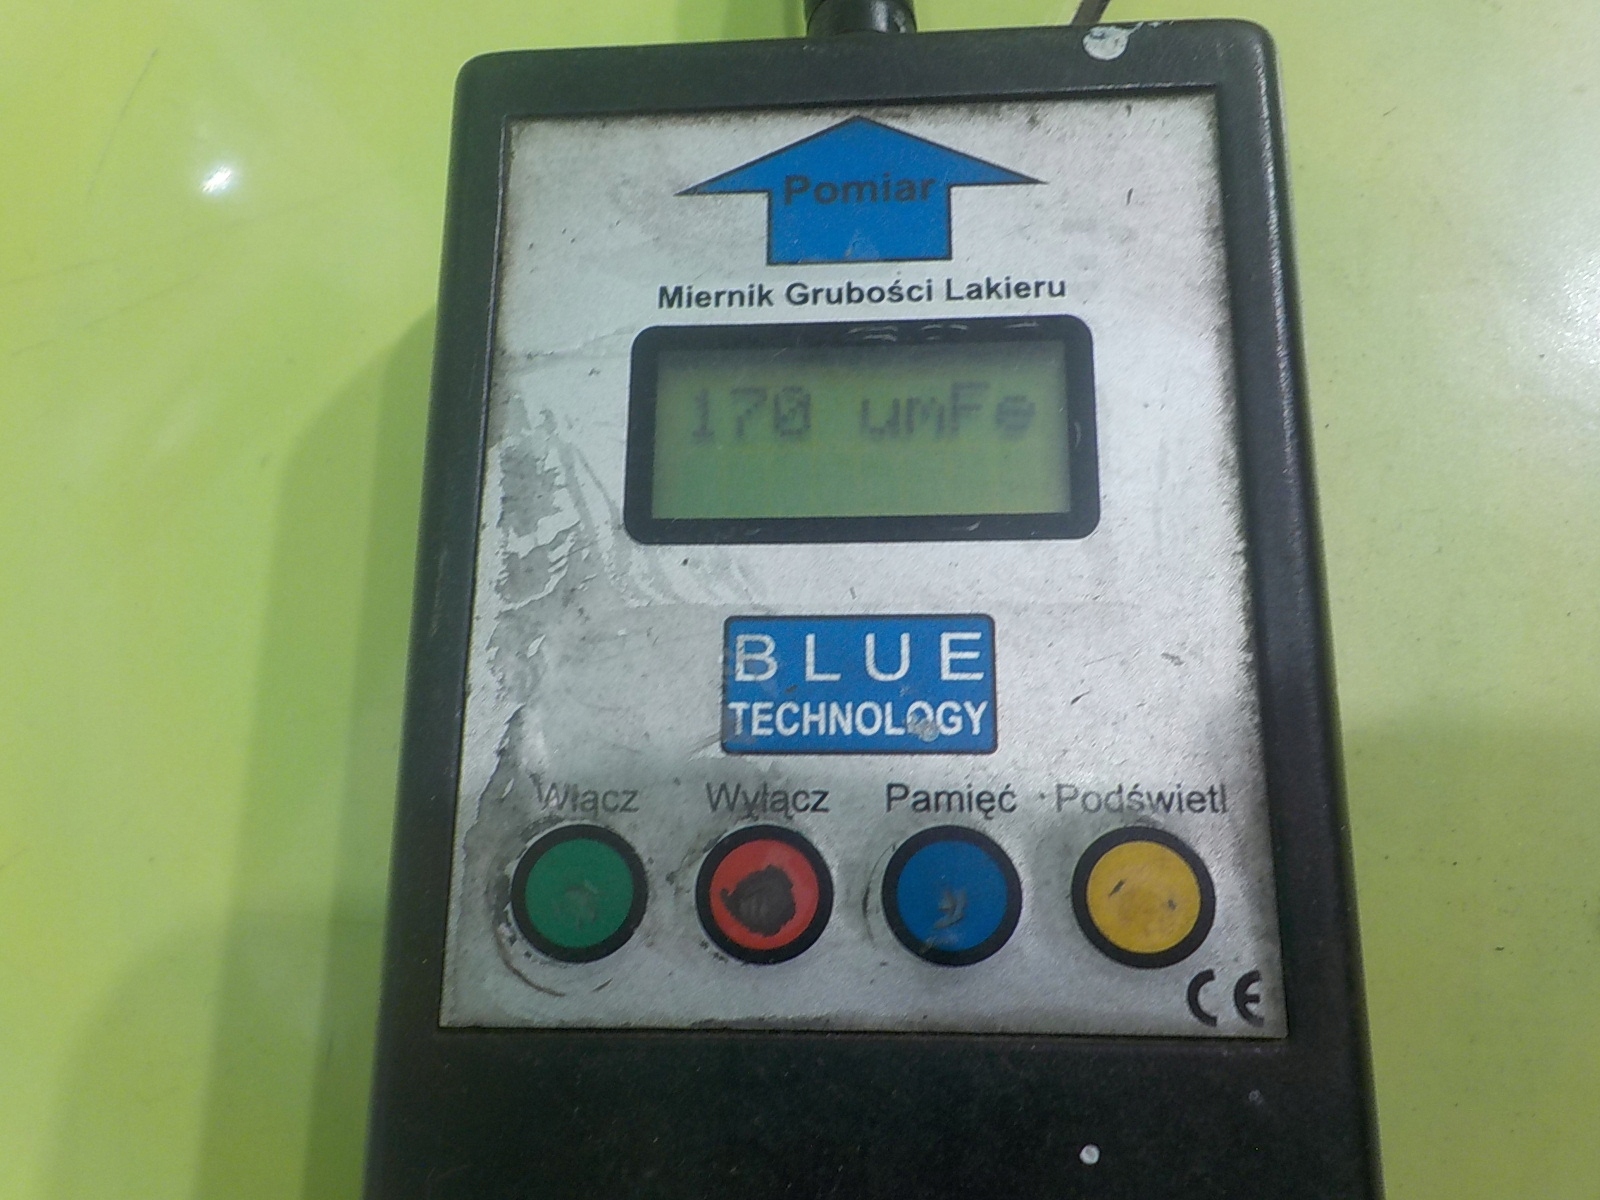 Pomiar
Miernik Grubości Lakieru
170 umFe
BLUE
TECHNOLOGY
Włącz Wyłącz Pamięć Podświetl
CE